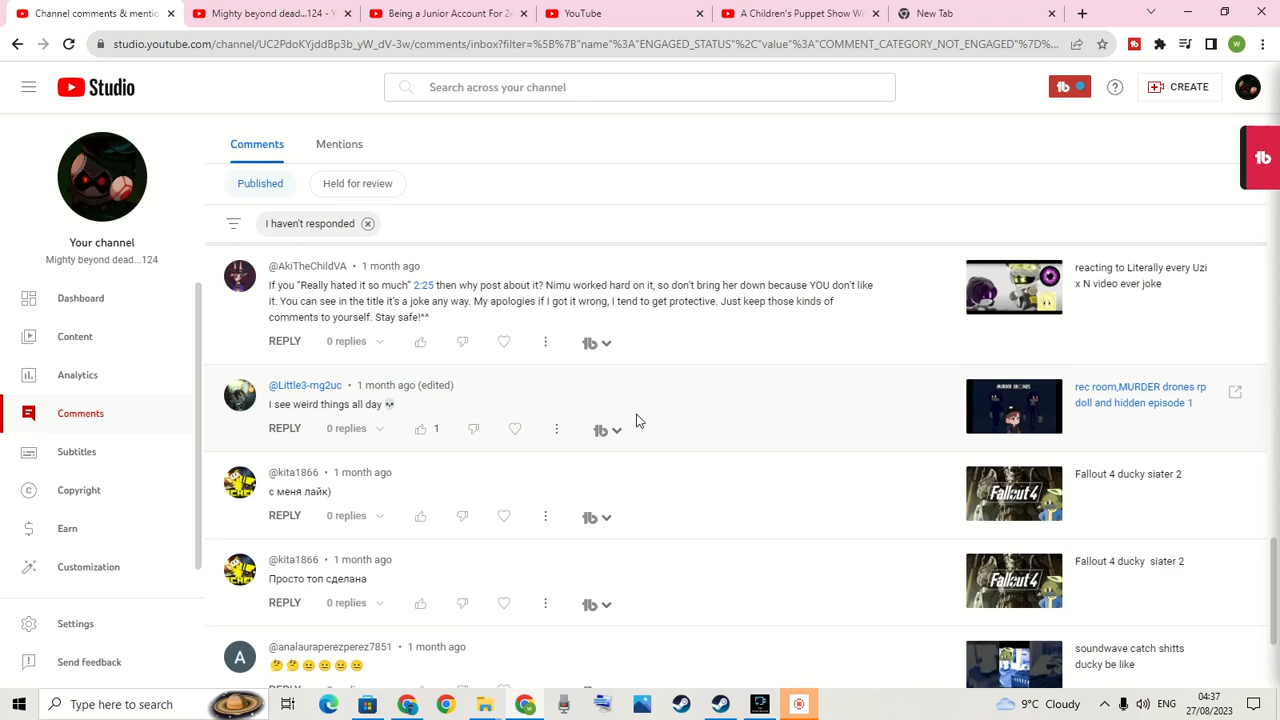 Channel comments & mentio
Mighty beyond dead...124 - Y
Being a Junior Account For 24
YouTube
A Children's Puppet Show Wi
New Tab
studio.youtube.com/channel/UC2PdoKYjddBp3b_yW_dV-3w/comments/inbox?filter=%5B%7B"name"%3A"ENGAGED_STATUS"%2C"value"%3A"COMMENT_CATEGORY_NOT_ENGAGED"%7D%...
w
Studio
Search across your channel
CREATE
Your channel
Mighty beyond dead...124
Dashboard
Content
Analytics
Comments
Subtitles
Copyright
Earn
Customization
Settings
Send feedback
Comments
Mentions
Published
Held for review
I haven't responded
@AkiTheChildVA • 1 month ago
If you "Rarlly hated it so much" 2:25 then why post about it? Nimu worked hard on it, so don't bring her down because YOU don't like
it. You can see in the title it's a joke any way. My apologies if I got it wrong, I tend to get protective. Just keep those kinds of
comments to yourself. Stay safe!^^
REPLY 0 replies
reacting to Literally every Uzi
x N video ever joke
@Little3-mg2uc • 1 month ago (edited)
I see weird things all day💀
REPLY 0 replies 1
MURDER DRONES
rec room,MURDER drones rp
doll and hidden episode 1
@kita1866 • 1 month ago
с меня лайк)
REPLY 0 replies
Fallout 4
Fallout 4 ducky siater 2
@kita1866 • 1 month ago
Просто топ сделана
REPLY 0 replies
Fallout 4
Fallout 4 ducky siater 2
A
@analauraperezperez7851 • 1 month ago
🤔🤔😐😐😐😐
soundwave catch shitts
ducky be like
Type here to search
9°C Cloudy
ENG
04:37
27/08/2023